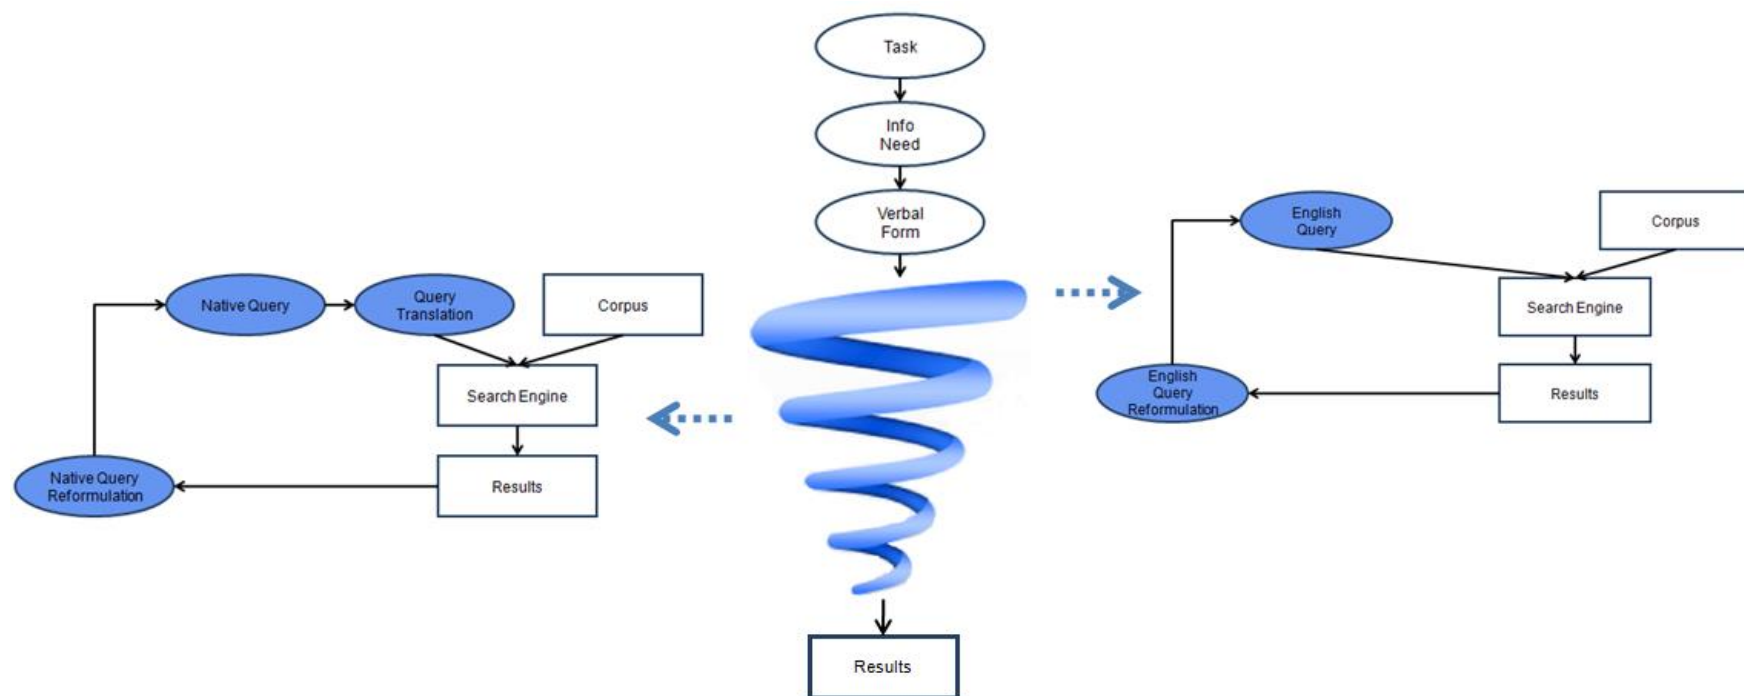 Task
Info
Need
Verbal
Form
Native Query
Query
Translation
Corpus
Search Engine
Results
Native Query
Reformulation
English
Query
Corpus
Search Engine
Results
English
Query
Reformulation
Results